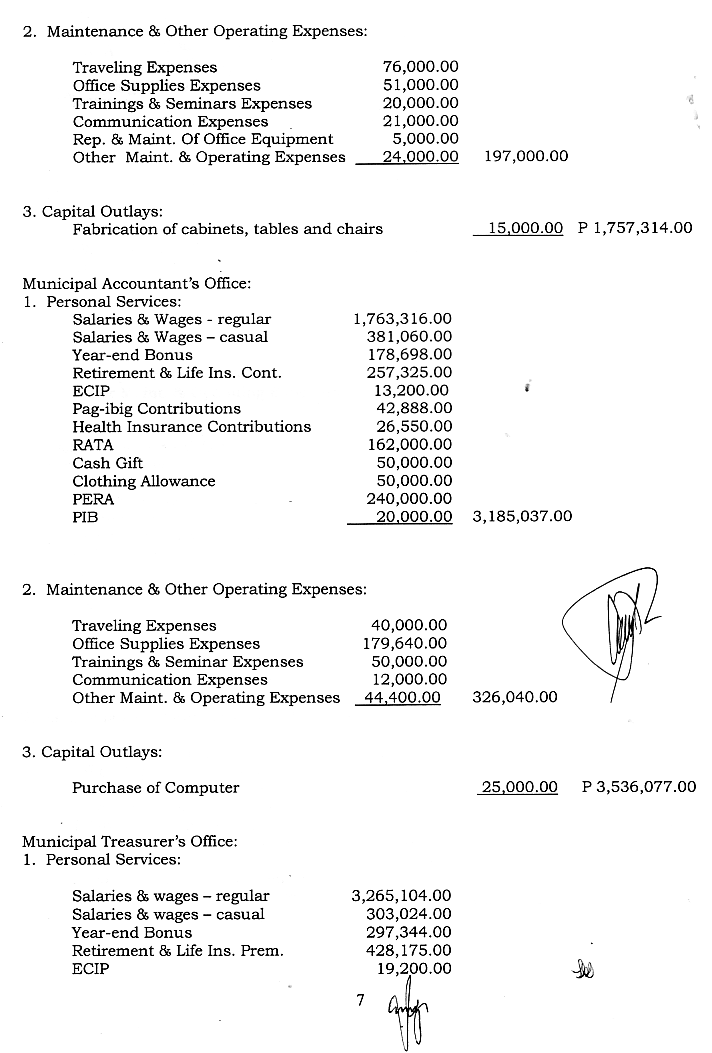 2. Maintenance & Other Operating Expenses:
Traveling Expenses 76,000.00
Office Supplies Expenses 51,000.00
Trainings & Seminars Expenses 20,000.00
Communication Expenses 21,000.00
Rep. & Maint. Of Office Equipment 5,000.00
Other Maint. & Operating Expenses 24,000.00 197,000.00
3. Capital Outlays:
Fabrication of cabinets, tables and chairs 15,000.00 P 1,757,314.00
Municipal Accountant's Office:
1. Personal Services:
Salaries & Wages - regular 1,763,316.00
Salaries & Wages – casual 381,060.00
Year-end Bonus 178,698.00
Retirement & Life Ins. Cont. 257,325.00
ECIP 13,200.00
Pag-ibig Contributions 42,888.00
Health Insurance Contributions 26,550.00
RATA 162,000.00
Cash Gift 50,000.00
Clothing Allowance 50,000.00
PERA 240,000.00
PIB 20,000.00 3,185,037.00
2. Maintenance & Other Operating Expenses:
Traveling Expenses 40,000.00
Office Supplies Expenses 179,640.00
Trainings & Seminar Expenses 50,000.00
Communication Expenses 12,000.00
Other Maint. & Operating Expenses 44,400.00 326,040.00
3. Capital Outlays:
Purchase of Computer 25,000.00 P 3,536,077.00
Municipal Treasurer's Office:
1. Personal Services:
Salaries & wages – regular 3,265,104.00
Salaries & wages – casual 303,024.00
Year-end Bonus 297,344.00
Retirement & Life Ins. Prem. 428,175.00
ECIP 19,200.00
7